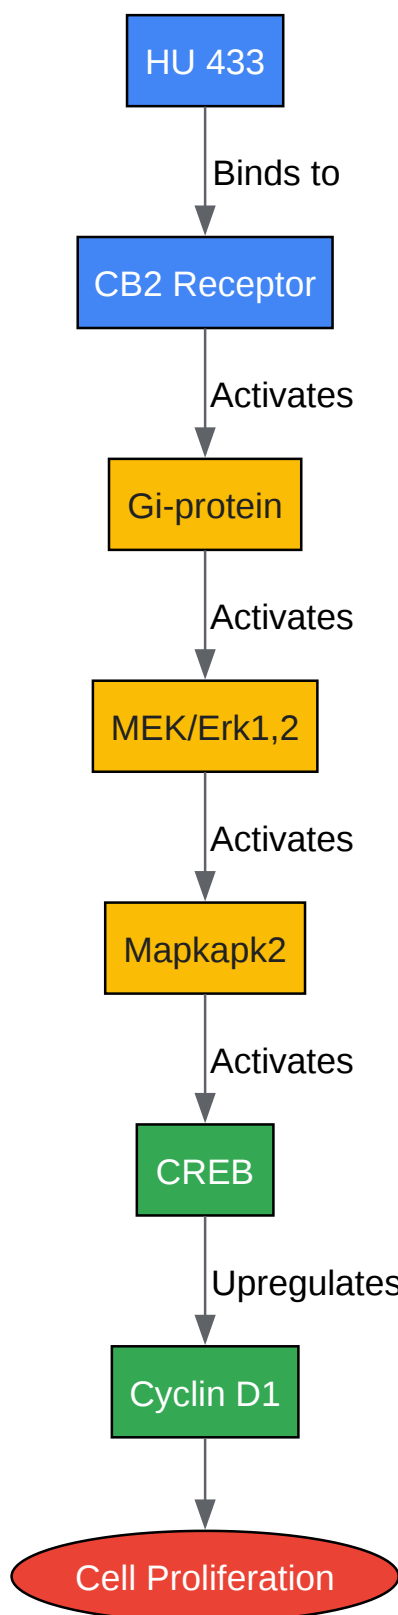 HU 433
Binds to
CB2 Receptor
Activates
Gi-protein
Activates
MEK/Erk1,2
Activates
Mapkapk2
Activates
CREB
Upregulates
Cyclin D1
Cell Proliferation